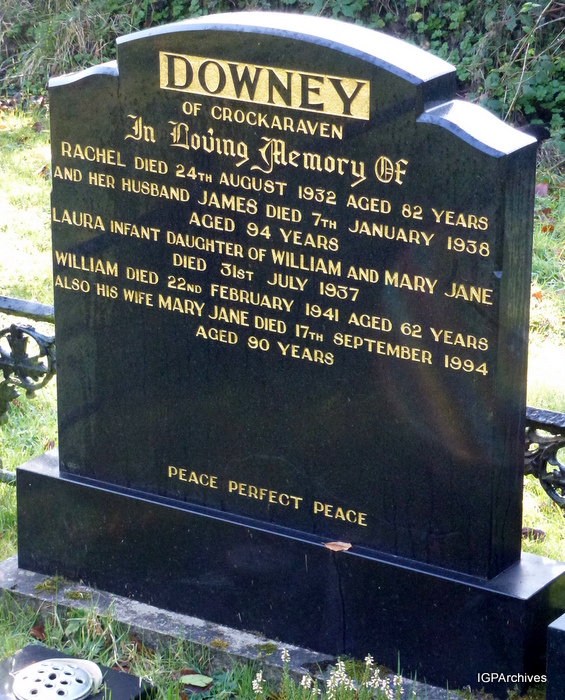 DOWNEY
OF CROCKARAVEN
In Loving Memory Of
RACHEL DIED 24TH AUGUST 1932 AGED 82 YEARS
AND HER HUSBAND JAMES DIED 7TH JANUARY 1938
AGED 94 YEARS
LAURA INFANT DAUGHTER OF WILLIAM AND MARY JANE
DIED 31ST JULY 1937
WILLIAM DIED 22ND FEBRUARY 1941 AGED 62 YEARS
ALSO HIS WIFE MARY JANE DIED 17TH SEPTEMBER 1994
AGED 90 YEARS
PEACE PERFECT PEACE
IGPArchives